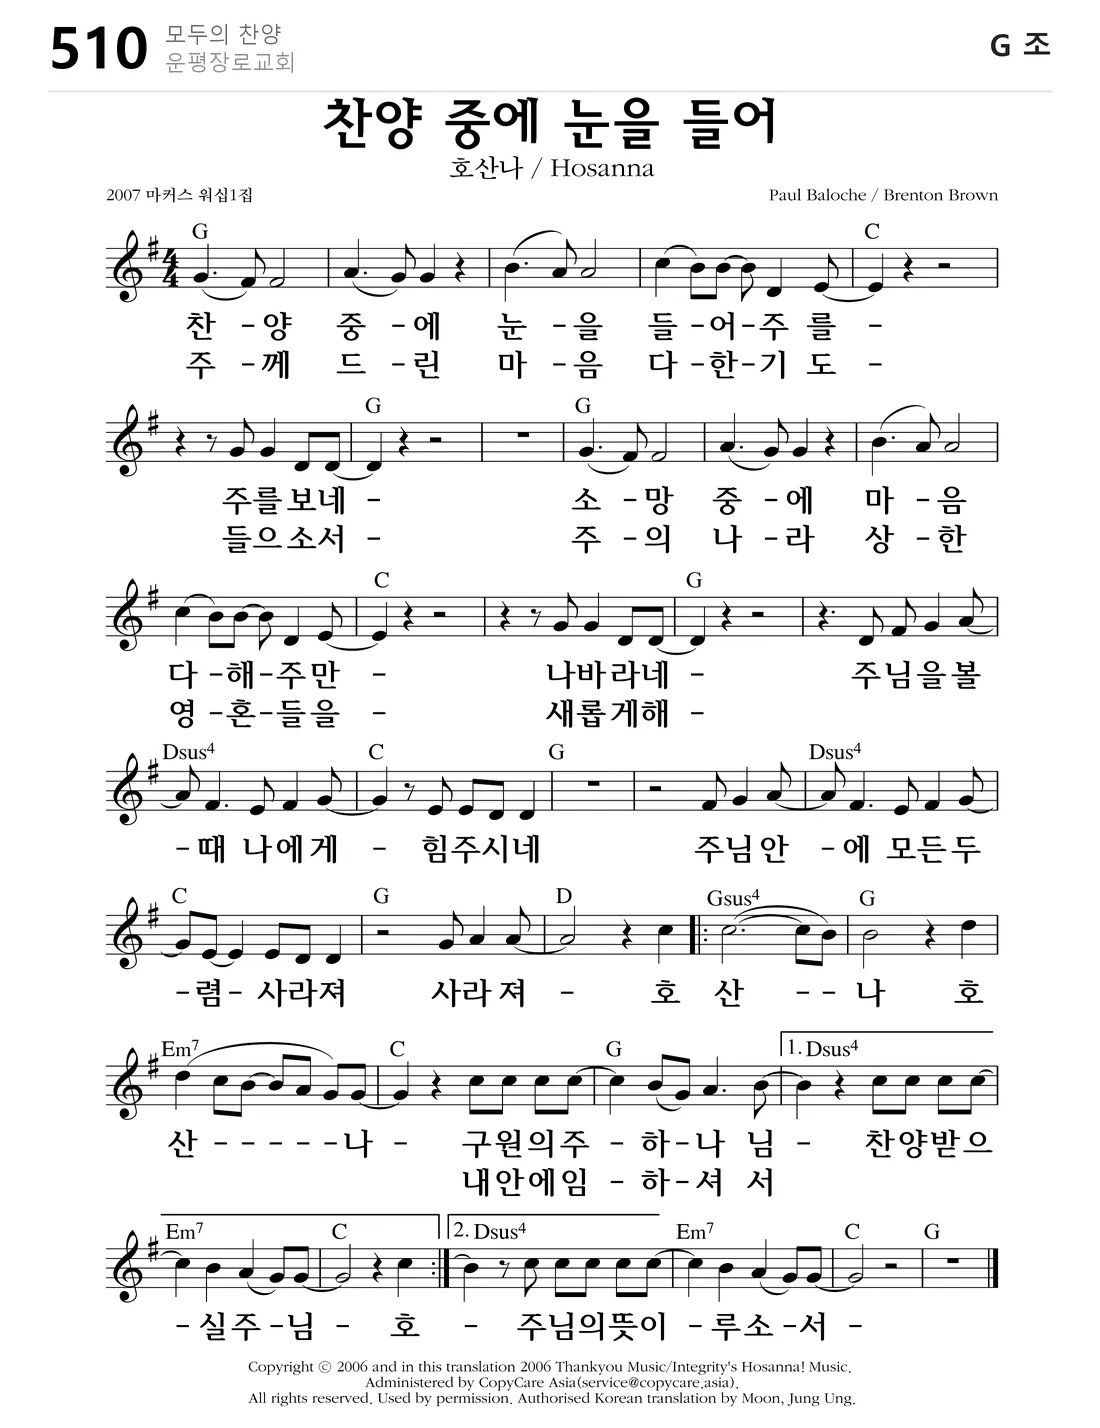 510 모두의 찬양
운평장로교회
G 조
찬양 중에 눈을 들어
호산나 / Hosanna
2007 마커스 워십1집
Paul Baloche / Brenton Brown
G C
찬 - 양 중 - 에 눈 - 을 들 - 어 - 주 를 -
주 - 께 드 - 린 마 - 음 다 - 한 - 기 도 -
G G
주를보네 - 소 - 망 중 - 에 마 - 음
들으소서 - 주 - 의 나 - 라 상 - 한
C G
다 - 해 - 주만 - 나바라네 - 주님을볼
영 - 혼 - 들을 - 새롭게해 -
Dsus4 C G Dsus4
- 때 나에게 - 힘주시네 주님안 - 에 모든두
C G D Gsus4 G
- 렴 - 사라져 사라 져 - 호 산 - - 나 호
Em7 C G 1. Dsus4
산 - - - - - 나 - 구원의주 - 하 - 나 님 - 찬양받으
내안에임 - 하 - 셔 서
Em7 C 2. Dsus4 Em7 C G
- 실주 - 님 - 호 - 주님의뜻이 - 루소 - 서 -
Copyright ⓒ 2006 and in this translation 2006 Thankyou Music/Integrity's Hosanna! Music.
Administered by CopyCare Asia(service@copycare.asia).
All rights reserved. Used by permission. Authorised Korean translation by Moon, Jung Ung.